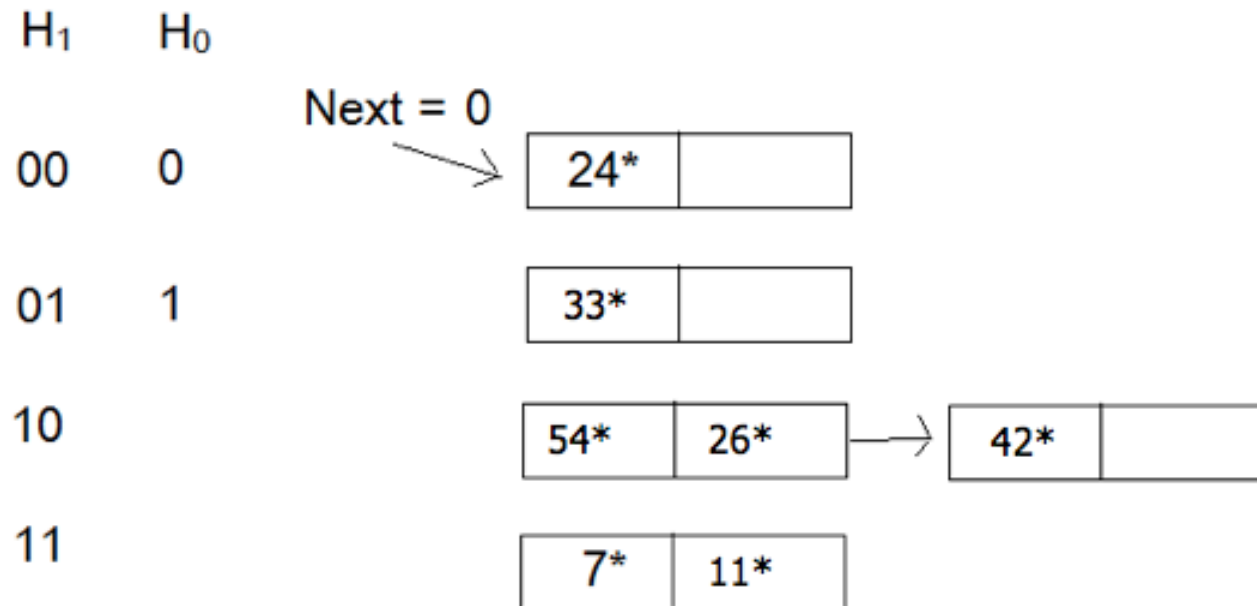 H₁ H₀
Next = 0
00 0 24*
01 1 33*
10 54* 26* 42*
11 7* 11*